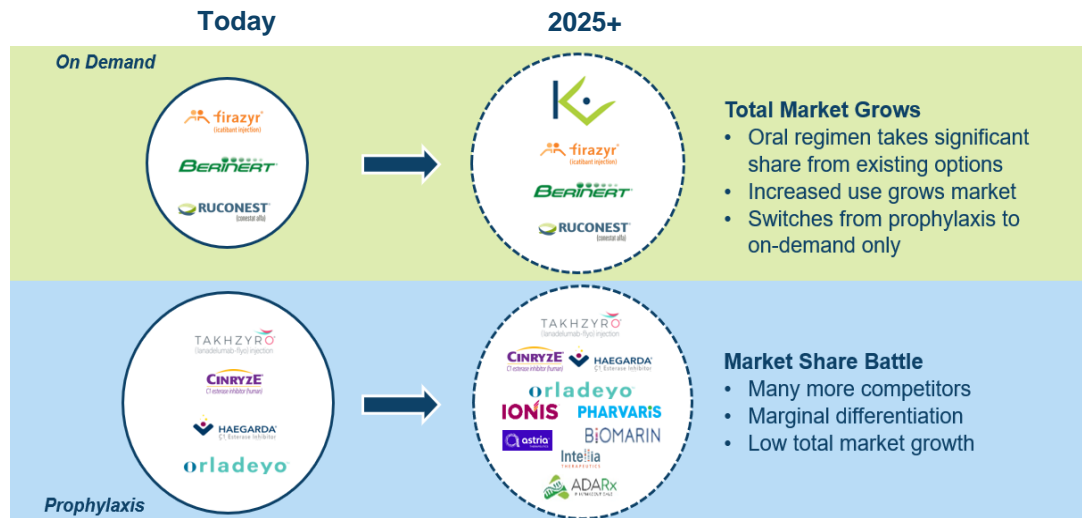 Today
2025+
On Demand
firazyr
(icatibant injection)
BERINERT
RUCONEST
(conestat alfa)
firazyr
(icatibant injection)
BERINERT
RUCONEST
(conestat alfa)
Total Market Grows
• Oral regimen takes significant
share from existing options
• Increased use grows market
• Switches from prophylaxis to
on-demand only
TAKHZYRO
(lanadelumab-flyo) injection
CINRYZE
C1 esterase inhibitor (human)
HAEGARDA
C1 Esterase Inhibitor
orladeyo
TAKHZYRO
(lanadelumab-flyo) injection
CINRYZE
C1 esterase inhibitor (human)
HAEGARDA
C1 Esterase Inhibitor
orladeyo
IONIS
PHARVARIS
astria
BIOMARIN
Intellia
THERAPEUTICS
ADARx
Market Share Battle
• Many more competitors
• Marginal differentiation
• Low total market growth
Prophylaxis